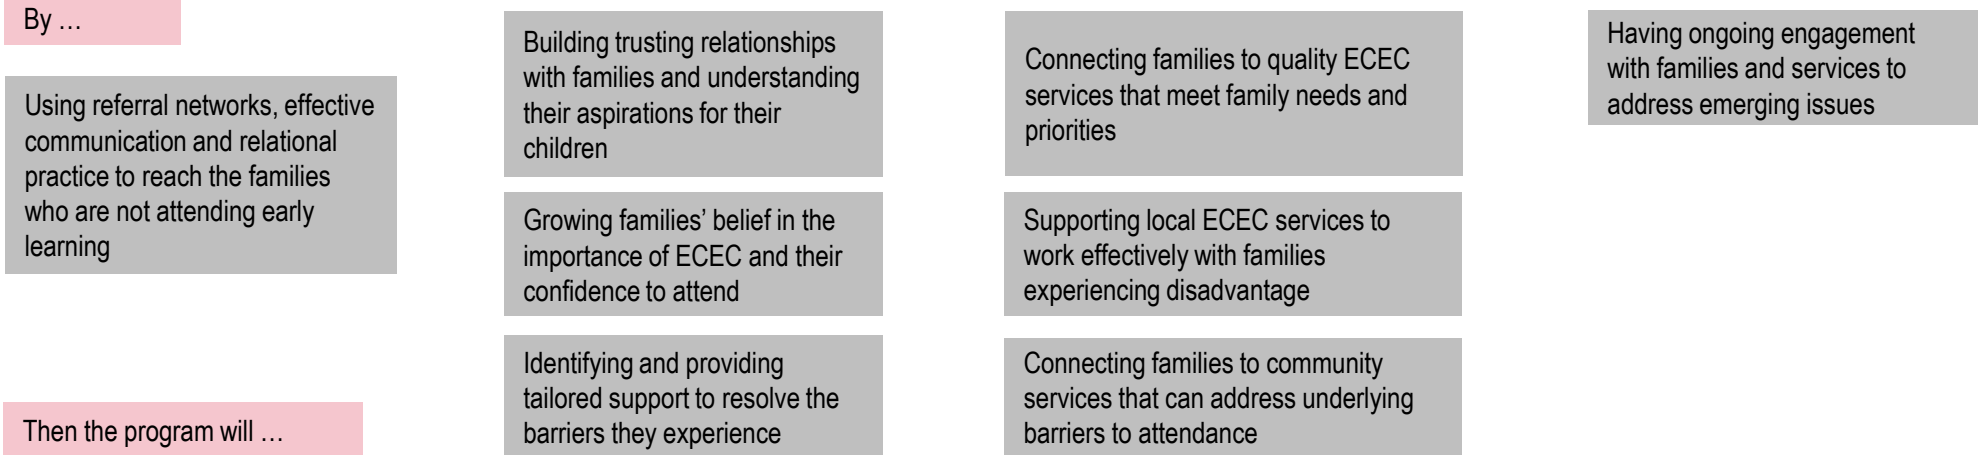 By …
Using referral networks, effective
communication and relational
practice to reach the families
who are not attending early
learning
Building trusting relationships
with families and understanding
their aspirations for their
children
Growing families’ belief in the
importance of ECEC and their
confidence to attend
Identifying and providing
tailored support to resolve the
barriers they experience
Connecting families to quality ECEC
services that meet family needs and
priorities
Supporting local ECEC services to
work effectively with families
experiencing disadvantage
Connecting families to community
services that can address underlying
barriers to attendance
Having ongoing engagement
with families and services to
address emerging issues
Then the program will …